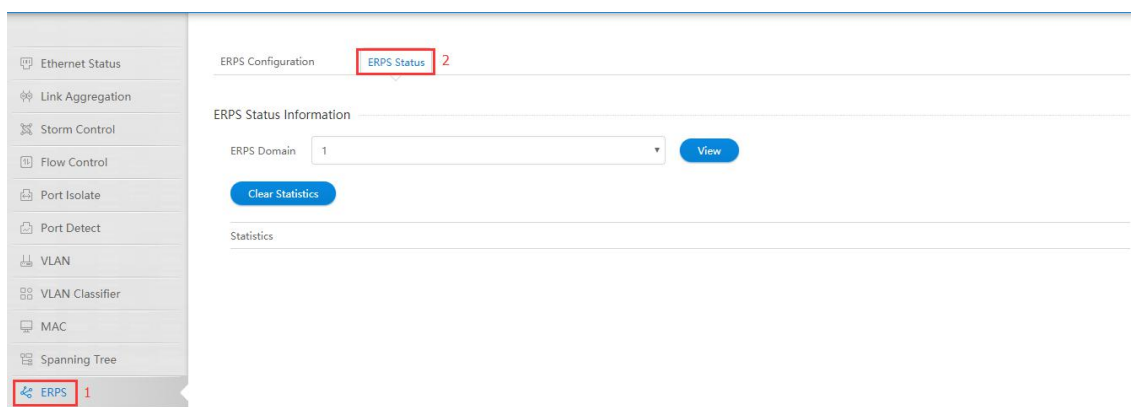 Ethernet Status
Link Aggregation
Storm Control
Flow Control
Port Isolate
Port Detect
VLAN
VLAN Classifier
MAC
Spanning Tree
ERPS 1
ERPS Configuration ERPS Status 2
ERPS Status Information
ERPS Domain 1 View
Clear Statistics
Statistics